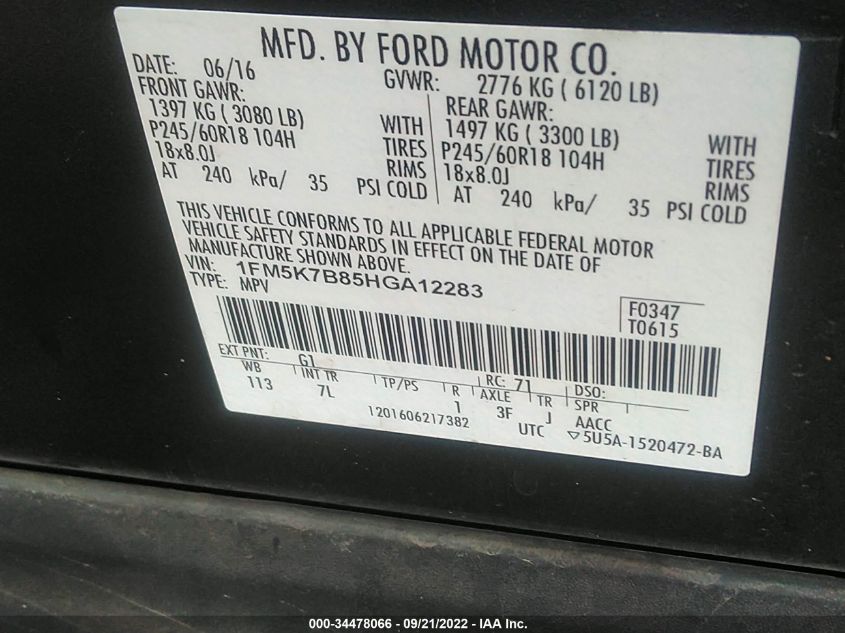 MFD. BY FORD MOTOR CO.
DATE: 06/16 GVWR: 2776 KG ( 6120 LB)
FRONT GAWR: REAR GAWR:
1397 KG ( 3080 LB) WITH 1497 KG ( 3300 LB) WITH
P245/60R18 104H TIRES P245/60R18 104H TIRES
18x8.0J RIMS 18x8.0J RIMS
AT 240 kPa/ 35 PSI COLD AT 240 kPa/ 35 PSI COLD
THIS VEHICLE CONFORMS TO ALL APPLICABLE FEDERAL MOTOR
VEHICLE SAFETY STANDARDS IN EFFECT ON THE DATE OF
MANUFACTURE SHOWN ABOVE.
VIN: 1FM5K7B85HGA12283
TYPE: MPV
F0347
T0615
EXT PNT: G1 RC: 71 DSO:
WB INT TR TP/PS R AXLE TR SPR
113 7L 1 3F J AACC
1201606217382 UTC ▽5U5A-1520472-BA
000-34478066 - 09/21/2022 - IAA Inc.